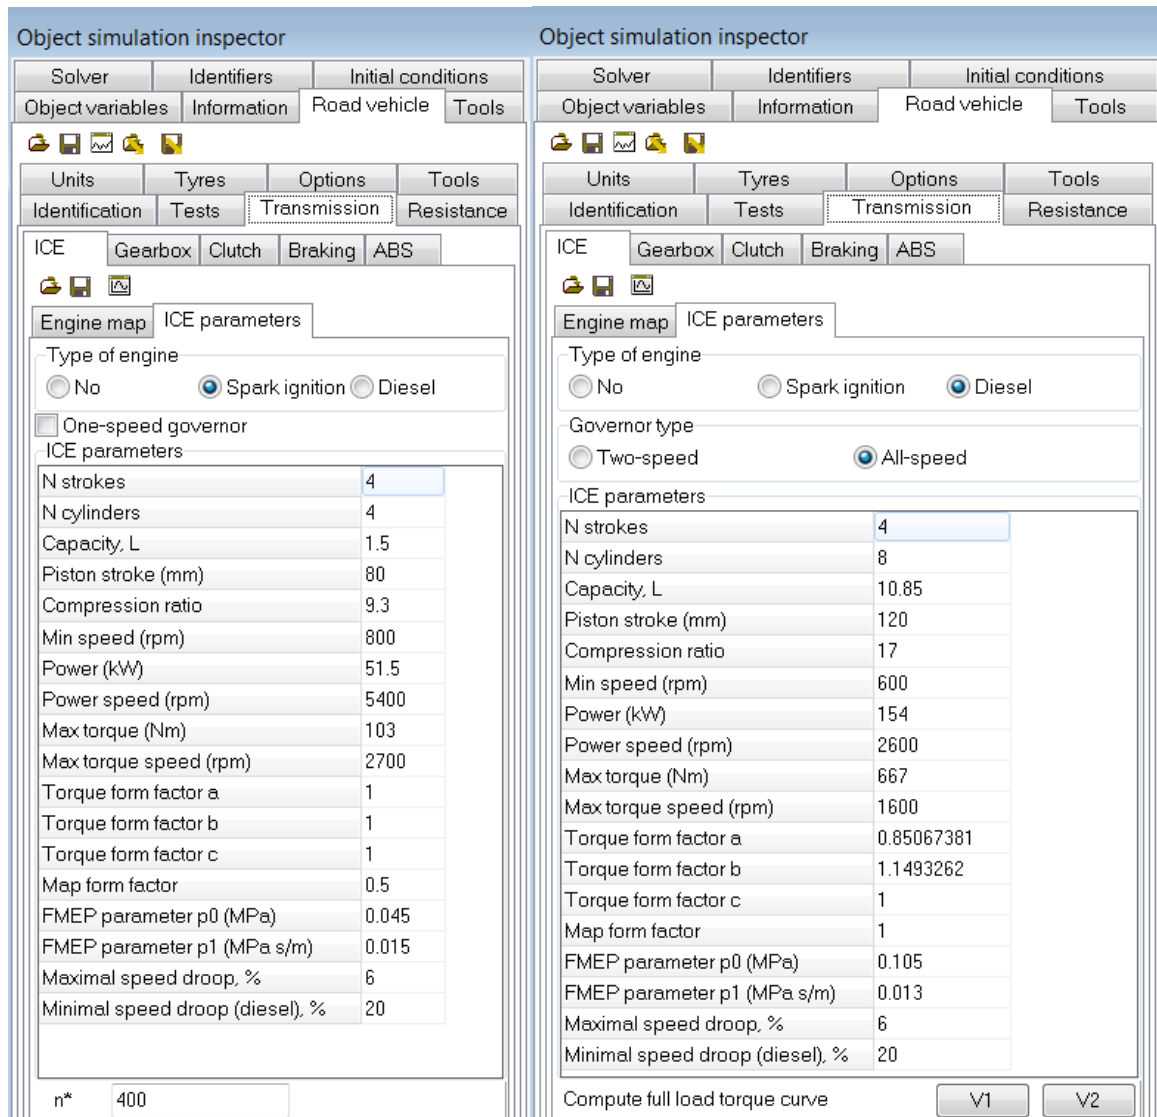 Object simulation inspector
Solver Identifiers Initial conditions
Object variables Information Road vehicle Tools
Units Tyres Options Tools
Identification Tests Transmission Resistance
ICE Gearbox Clutch Braking ABS
Engine map ICE parameters
Type of engine
No Spark ignition Diesel
One-speed governor
ICE parameters
N strokes 4
N cylinders 4
Capacity, L 1.5
Piston stroke (mm) 80
Compression ratio 9.3
Min speed (rpm) 800
Power (kW) 51.5
Power speed (rpm) 5400
Max torque (Nm) 103
Max torque speed (rpm) 2700
Torque form factor a 1
Torque form factor b 1
Torque form factor c 1
Map form factor 0.5
FMEP parameter p0 (MPa) 0.045
FMEP parameter p1 (MPa s/m) 0.015
Maximal speed droop, % 6
Minimal speed droop (diesel), % 20
n* 400
Object simulation inspector
Solver Identifiers Initial conditions
Object variables Information Road vehicle Tools
Units Tyres Options Tools
Identification Tests Transmission Resistance
ICE Gearbox Clutch Braking ABS
Engine map ICE parameters
Type of engine
No Spark ignition Diesel
Governor type
Two-speed All-speed
ICE parameters
N strokes 4
N cylinders 8
Capacity, L 10.85
Piston stroke (mm) 120
Compression ratio 17
Min speed (rpm) 600
Power (kW) 154
Power speed (rpm) 2600
Max torque (Nm) 667
Max torque speed (rpm) 1600
Torque form factor a 0.85067381
Torque form factor b 1.1493262
Torque form factor c 1
Map form factor 1
FMEP parameter p0 (MPa) 0.105
FMEP parameter p1 (MPa s/m) 0.013
Maximal speed droop, % 6
Minimal speed droop (diesel), % 20
Compute full load torque curve V1 V2